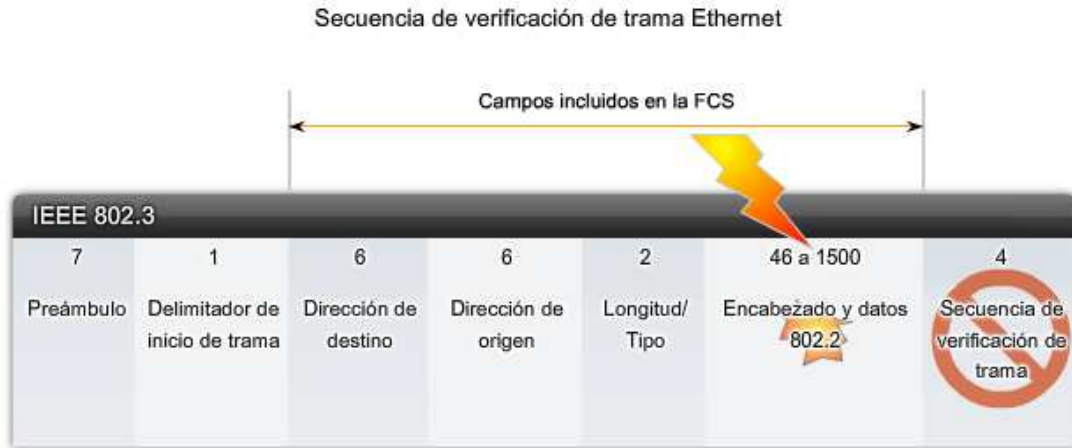 Secuencia de verificación de trama Ethernet
Campos incluidos en la FCS
IEEE 802.3
7
1
6
6
2
46 a 1500
4
Preámbulo
Delimitador de
inicio de trama
Dirección de
destino
Dirección de
origen
Longitud/
Tipo
Encabezado y datos
802.2
Secuencia de
verificación de
trama